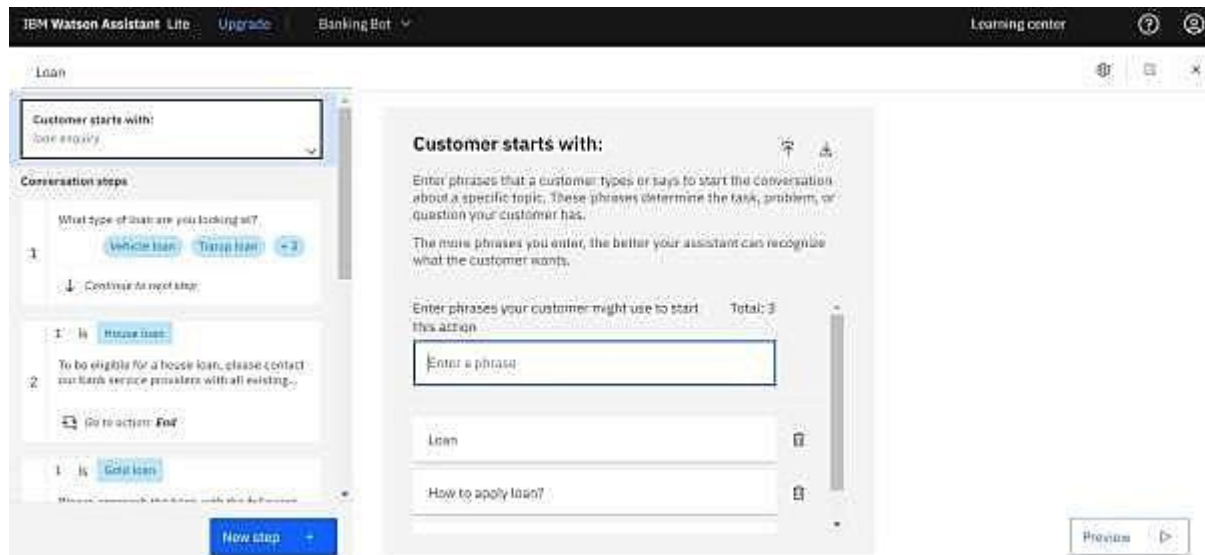 IBM Watson Assistant Lite Upgrade Banking Bot Learning center
Loan
Customer starts with:
loan enquiry
Conversation steps
1
What type of loan are you looking at?
Vehicle loan
+ 3
Continue to next step
2
1 is House loan
To be eligible for a house loan, please contact
our bank service providers with all existing...
Go to action: End
1 is Gold loan
New step +
Customer starts with:
Enter phrases that a customer types or says to start the conversation
about a specific topic. These phrases determine the task, problem, or
question your customer has.
The more phrases you enter, the better your assistant can recognize
what the customer wants.
Enter phrases your customer might use to start
this action
Total: 3
Enter a phrase
Loan
How to apply loan?
Preview